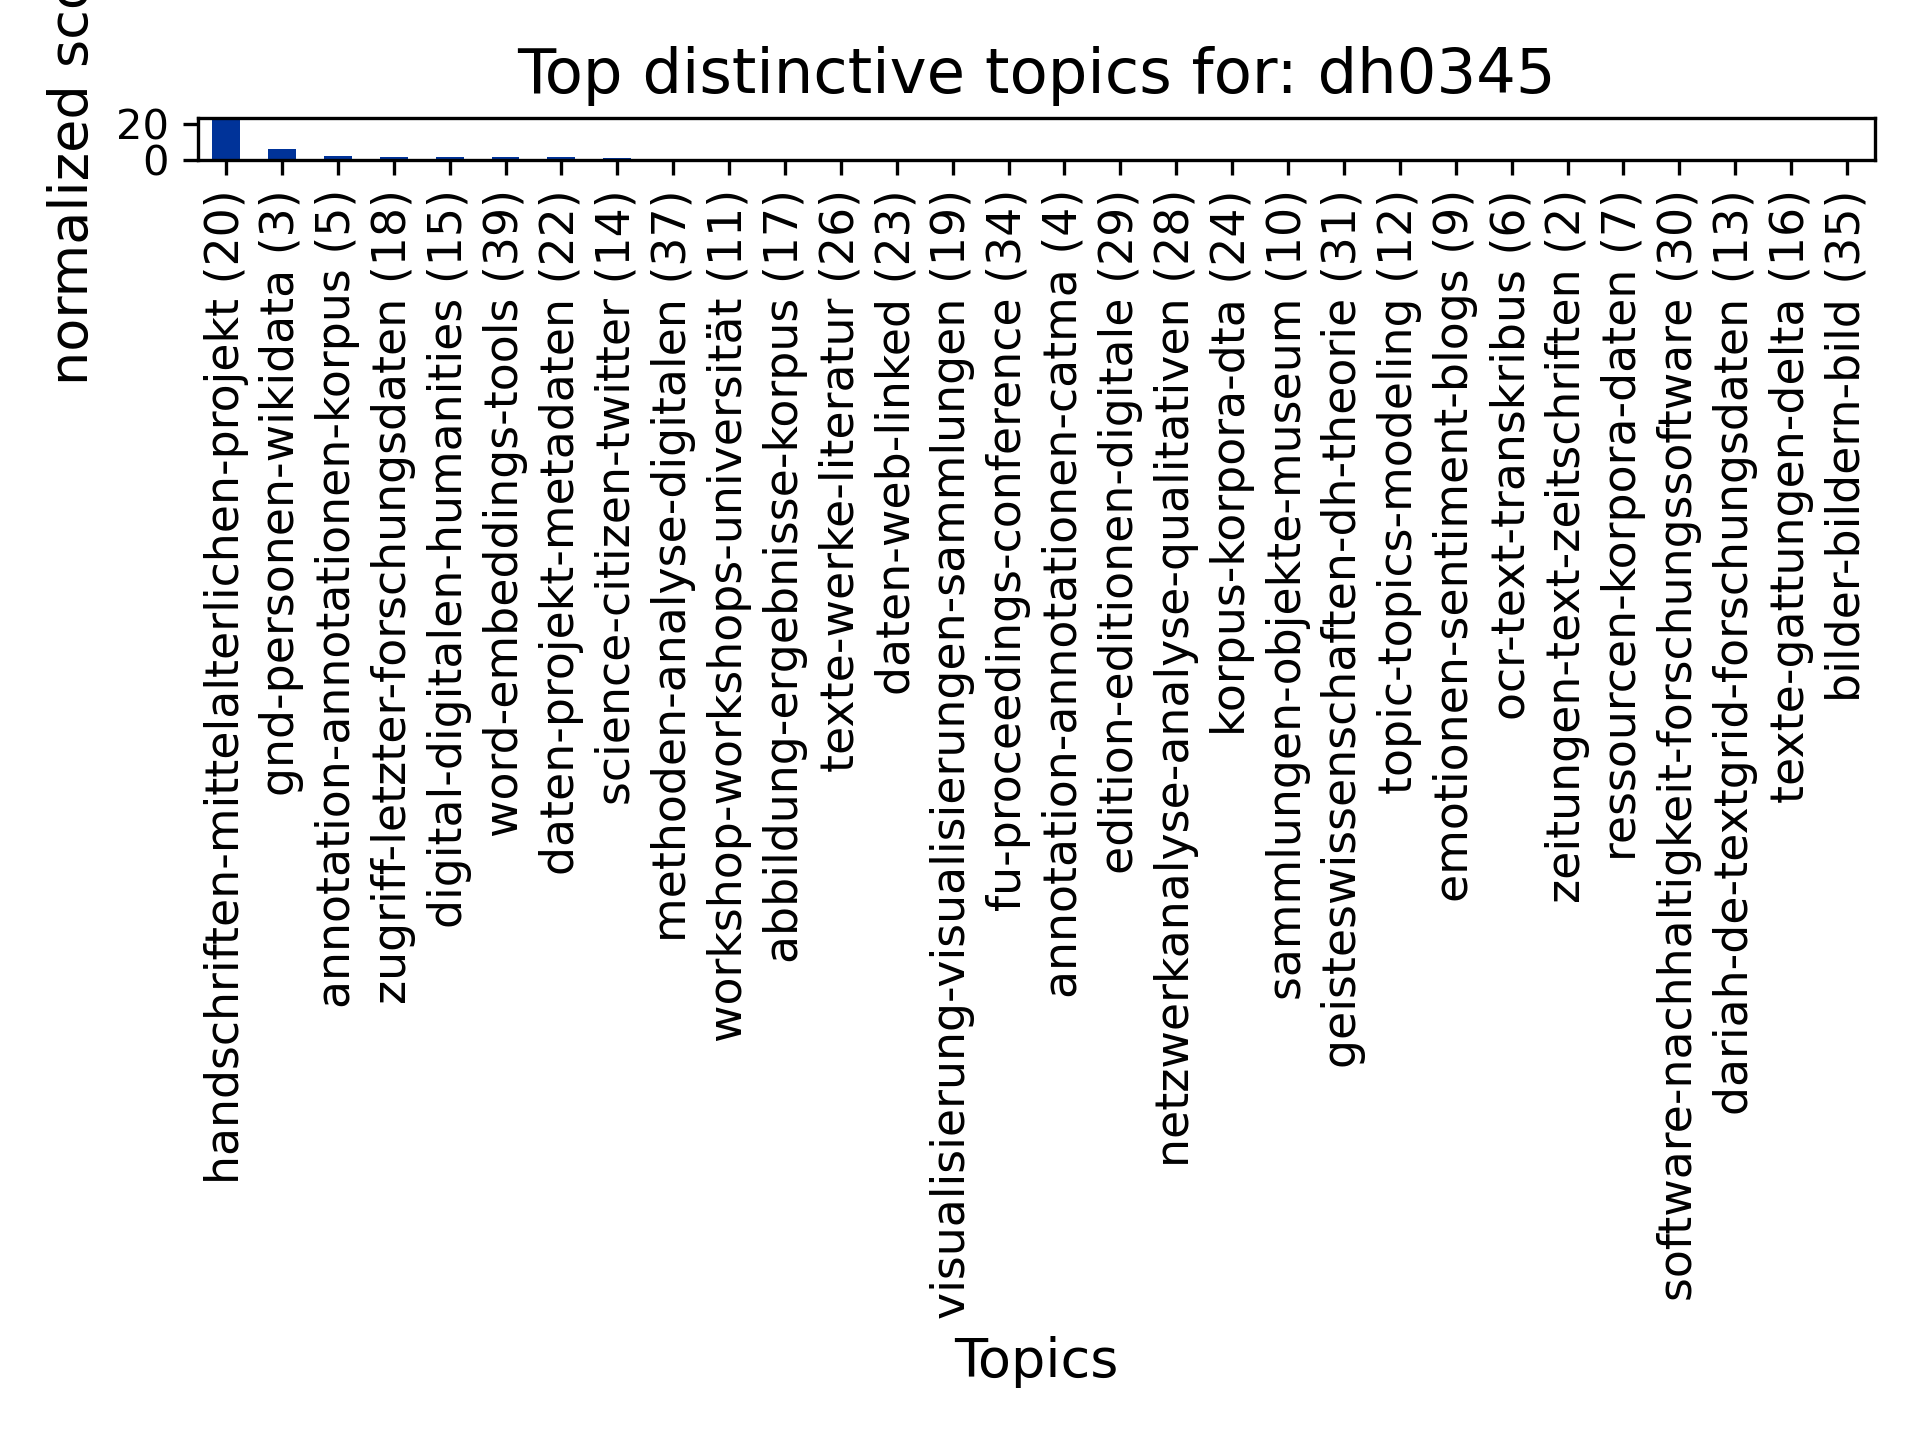 Top distinctive topics for: dh0345
normalized
20
0
handschriften-mittelalterlichen-projekt (20)
gnd-personen-wikidata (3)
annotation-annotationen-korpus (5)
zugriff-letzter-forschungsdaten (18)
digital-digitalen-humanities (15)
word-embeddings-tools (39)
daten-projekt-metadaten (22)
science-citizen-twitter (14)
methoden-analyse-digitalen (37)
workshop-workshops-universität (11)
abbildung-ergebnisse-korpus (17)
texte-werke-literatur (26)
daten-web-linked (23)
visualisierung-visualisierungen-sammlungen (19)
fu-proceedings-conference (34)
annotation-annotationen-catma (4)
edition-editionen-digitale (29)
netzwerkanalyse-analyse-qualitativen (28)
korpus-korpora-dta (24)
sammlungen-objekte-museum (10)
geisteswissenschaften-dh-theorie (31)
topic-topics-modeling (12)
emotionen-sentiment-blogs (9)
ocr-text-transkribus (6)
zeitungen-text-zeitschriften (2)
ressourcen-korpora-daten (7)
software-nachhaltigkeit-forschungssoftware (30)
dariah-de-textgrid-forschungsdaten (13)
texte-gattungen-delta (16)
bilder-bildern-bild (35)
Topics